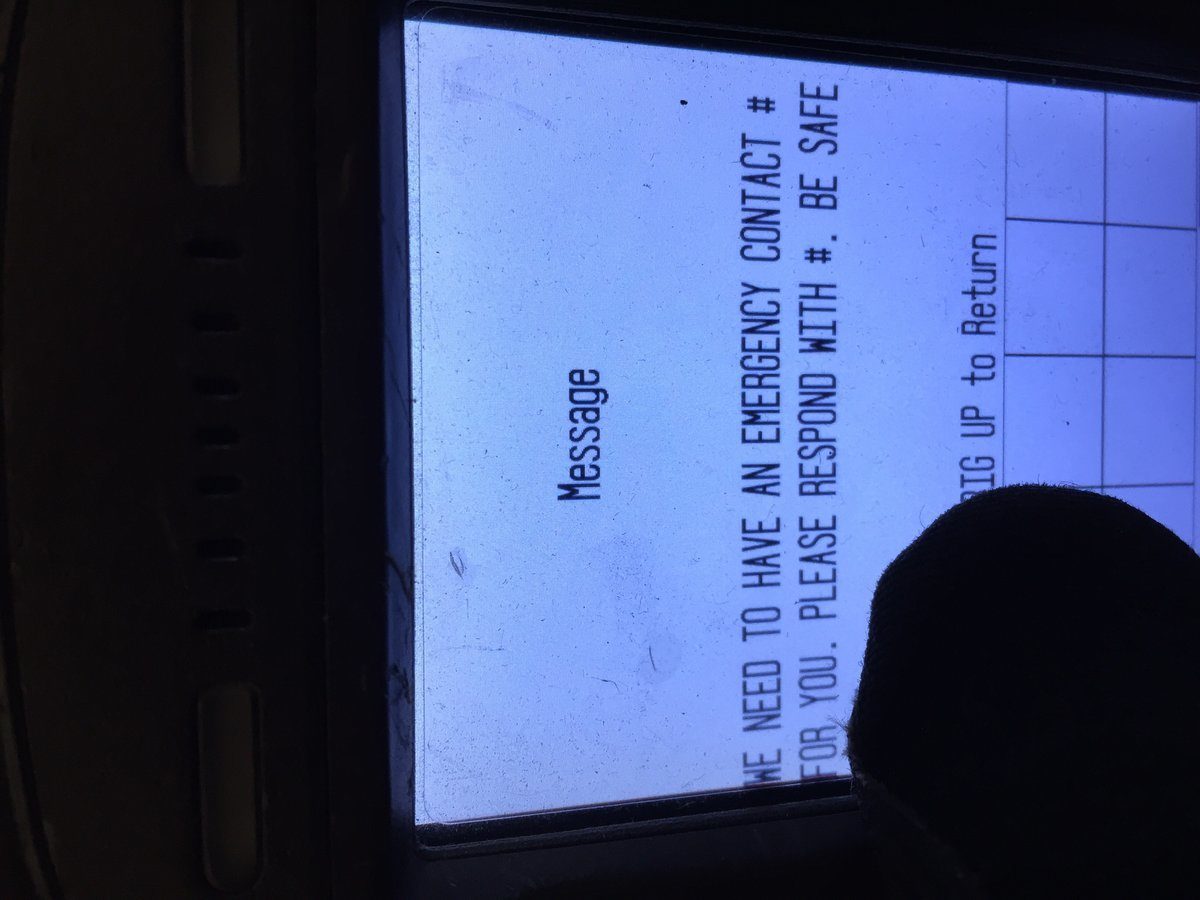 Message
WE NEED TO HAVE AN EMERGENCY CONTACT #
FOR YOU. PLEASE RESPOND WITH #. BE SAFE
UP to Return